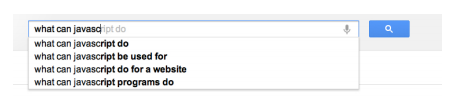 what can javascript do
what can javascript do
what can javascript be used for
what can javascript do for a website
what can javascript programs do